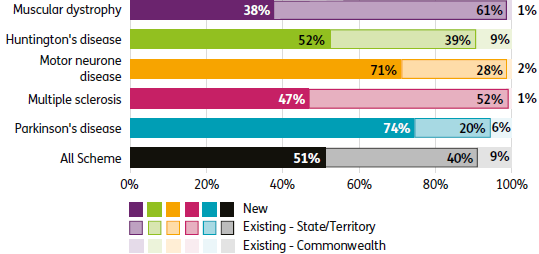 Muscular dystrophy 38% 61% 1%
Huntington's disease 52% 39% 9%
Motor neurone
disease 71% 28% 2%
Multiple sclerosis 47% 52% 1%
Parkinson's disease 74% 20% 6%
All Scheme 51% 40% 9%
0% 20% 40% 60% 80% 100%
New
Existing - State/Territory
Existing - Commonwealth